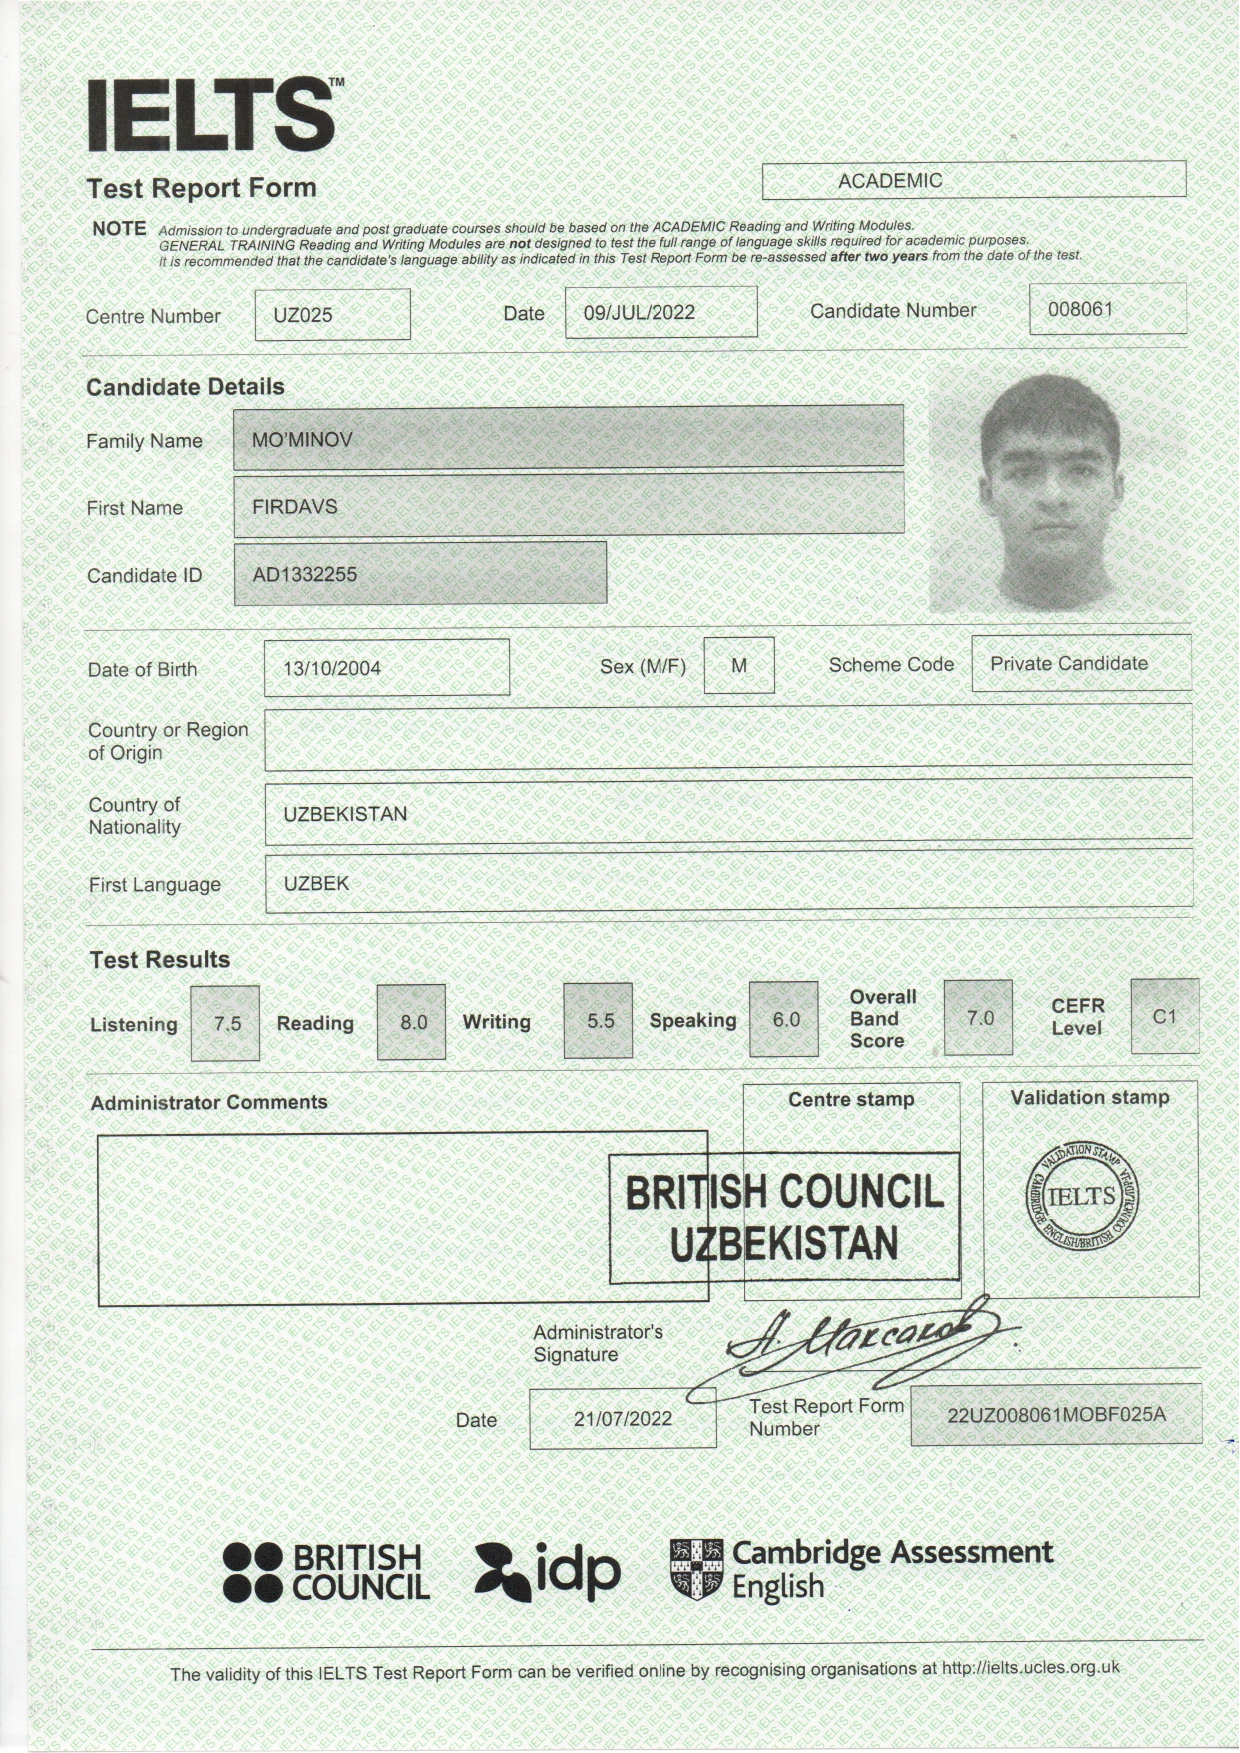 IELTS™
Test Report Form
ACADEMIC
NOTE Admission to undergraduate and post graduate courses should be based on the ACADEMIC Reading and Writing Modules.
GENERAL TRAINING Reading and Writing Modules are not designed to test the full range of language skills required for academic purposes.
It is recommended that the candidate's language ability as indicated in this Test Report Form be re-assessed after two years from the date of the test.
Centre Number UZ025 Date 09/JUL/2022 Candidate Number 008061
Candidate Details
Family Name MO'MINOV
First Name FIRDAVS
Candidate ID AD1332255
Date of Birth 13/10/2004 Sex (M/F) M Scheme Code Private Candidate
Country or Region
of Origin
Country of
Nationality
UZBEKISTAN
First Language UZBEK
Test Results
Listening 7.5 Reading 8.0 Writing 5.5 Speaking 6.0
Overall
Band
Score
7.0
CEFR
Level
C1
Administrator Comments
Centre stamp
BRITISH COUNCIL
UZBEKISTAN
Validation stamp
VALIDATION STAMP
IELTS
Administrator's
Signature
Date 21/07/2022
Test Report Form
Number
22UZ008061MOBF025A
BRITISH
COUNCIL
idp
Cambridge Assessment
English
The validity of this IELTS Test Report Form can be verified online by recognising organisations at http://ielts.ucles.org.uk